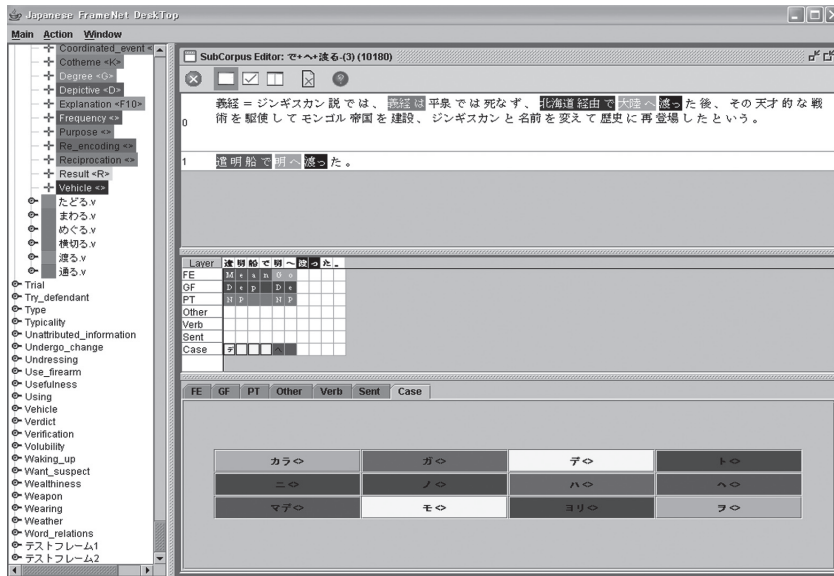 Japanese FrameNet DeskTop
Main Action Window
Coordinated_event <
Cotheme <K>
Degree <G>
Depictive <D>
Explanation <F10>
Frequency <>
Purpose <>
Re_encoding <>
Reciprocation <>
Result <R>
Vehicle <>
たどる.v
まわる.v
めぐる.v
横切る.v
渡る.v
通る.v
Trial
Try_defendant
Type
Typicality
Unattributed_information
Undergo_change
Undressing
Use_firearm
Usefulness
Using
Vehicle
Verdict
Verification
Volubility
Waking_up
Want_suspect
Wealthiness
Weapon
Wearing
Weather
Word_relations
テストフレーム1
テストフレーム2
SubCorpus Editor: で+へ+渡る-(3) (10180)
0 義経 = ジンギスカン 説 で は 、 義経 は 平泉 で は 死な ず 、 北海道 経由 で 大陸 へ 渡っ た 後 、 その 天才 的 な 戦
術 を 駆使 し て モンゴル 帝国 を 建設 、 ジンギスカン と 名前 を 変え て 歴史 に 再 登場 し た と いう 。
1 遣 明 船 で 明 へ 渡っ た 。
Layer 遣 明 船 で 明 へ 渡 っ た 。
FE M e a n G o
GF D e p D e
PT N P N P
Other
Verb
Sent
Case デ ヘ
FE GF PT Other Verb Sent Case
カラ <> ガ <> デ <> ト <>
ニ <> ノ <> ハ <> ヘ <>
マデ <> モ <> ヨリ <> ヲ <>